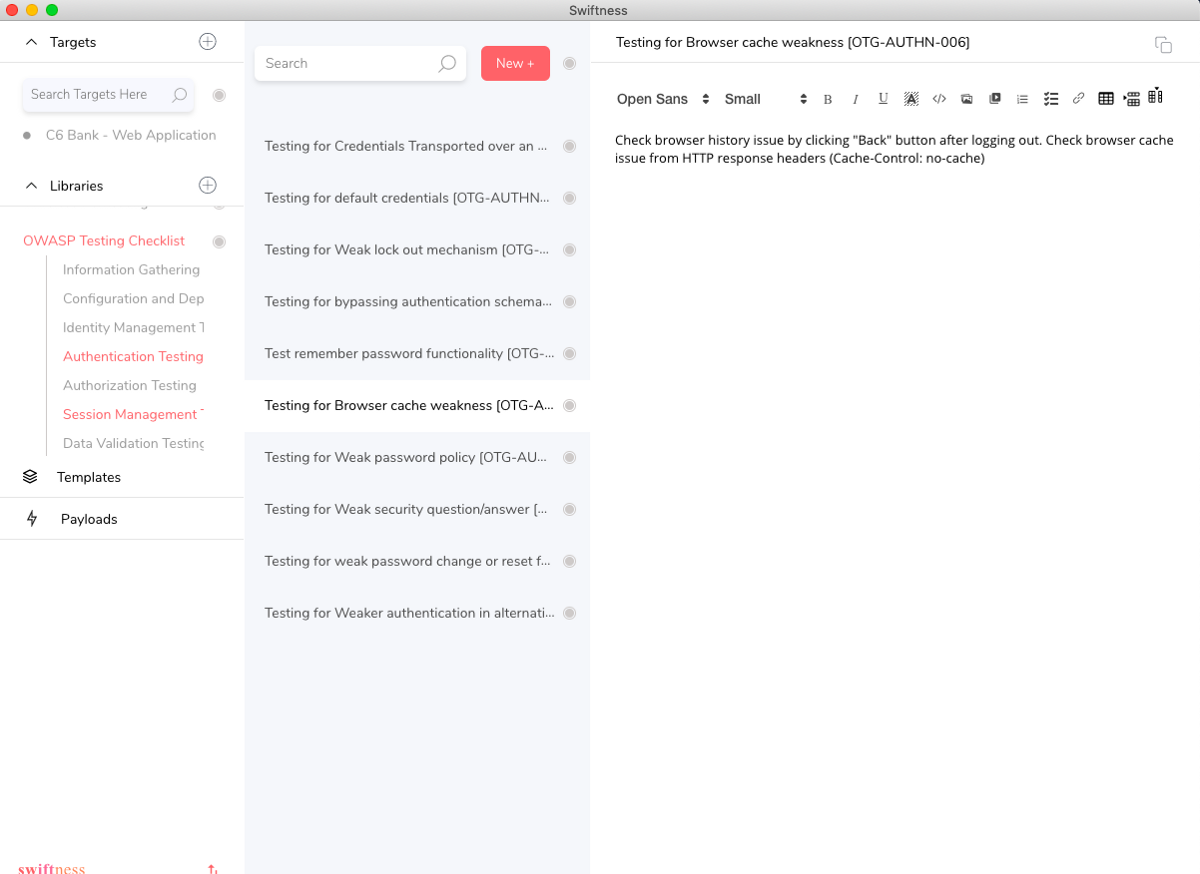 Swiftness
Targets
Search Targets Here
C6 Bank - Web Application
Libraries
OWASP Testing Checklist
Information Gathering
Configuration and Dep
Identity Management T
Authentication Testing
Authorization Testing
Session Management T
Data Validation Testing
Templates
Payloads
swiftness
Search
New +
Testing for Credentials Transported over an ...
Testing for default credentials [OTG-AUTHN...
Testing for Weak lock out mechanism [OTG-...
Testing for bypassing authentication schema...
Test remember password functionality [OTG-...
Testing for Browser cache weakness [OTG-A...
Testing for Weak password policy [OTG-AU...
Testing for Weak security question/answer [...
Testing for weak password change or reset f...
Testing for Weaker authentication in alternati...
Testing for Browser cache weakness [OTG-AUTHN-006]
Open Sans Small B I U
Check browser history issue by clicking "Back" button after logging out. Check browser cache
issue from HTTP response headers (Cache-Control: no-cache)